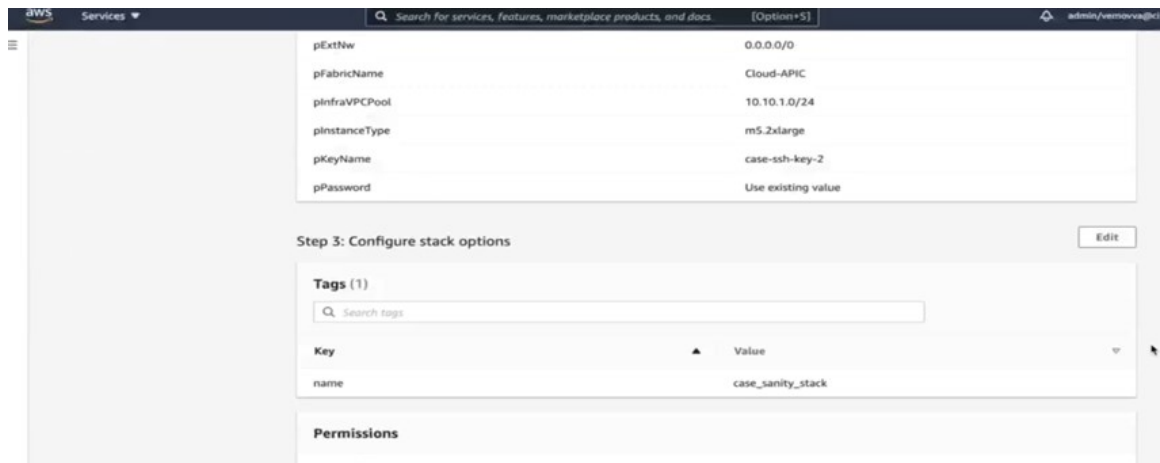 aws Services ▼ Search for services, features, marketplace products, and docs. [Option+S] admin/vemovva@ci
pExtNw 0.0.0.0/0
pFabricName Cloud-APIC
pInfraVPCPool 10.10.1.0/24
pInstanceType m5.2xlarge
pKeyName case-ssh-key-2
pPassword Use existing value
Step 3: Configure stack options Edit
Tags (1)
Search tags
Key ▲ Value ▽
name case_sanity_stack
Permissions